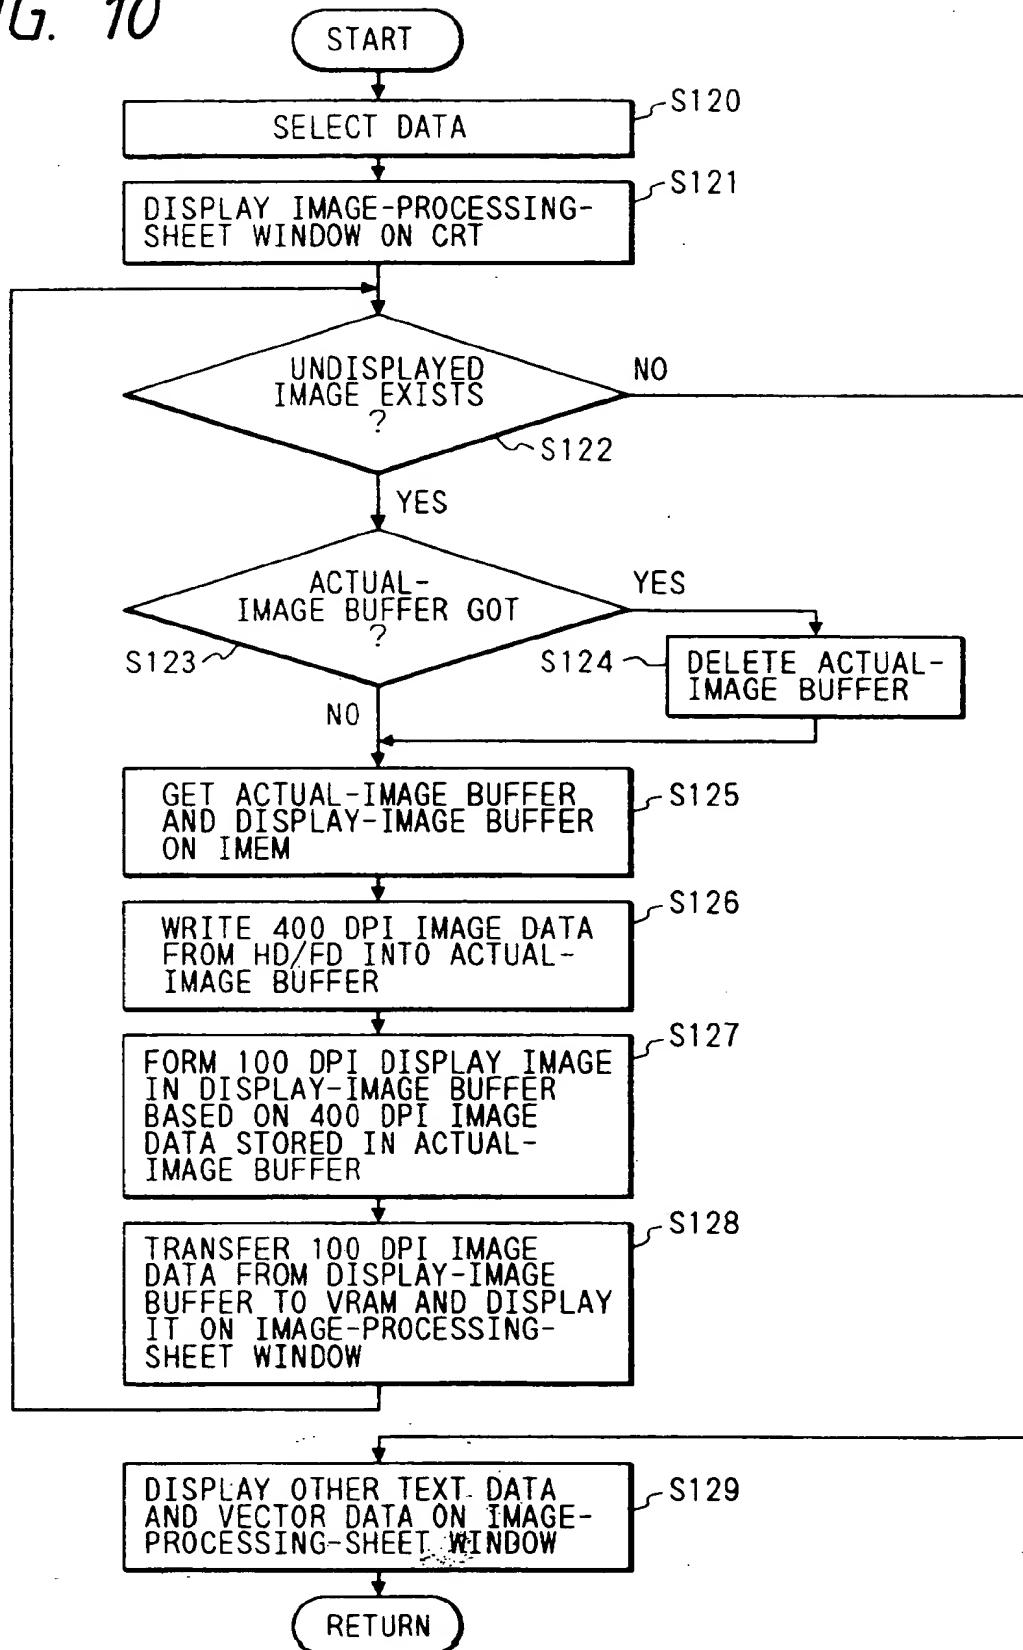 FIG. 10
START
S120
SELECT DATA
S121
DISPLAY IMAGE-PROCESSING-
SHEET WINDOW ON CRT
UNDISPLAYED
IMAGE EXISTS
?
NO
S122
YES
ACTUAL-
IMAGE BUFFER GOT
?
YES
S123
S124
DELETE ACTUAL-
IMAGE BUFFER
NO
GET ACTUAL-IMAGE BUFFER
AND DISPLAY-IMAGE BUFFER
ON IMEM
S125
WRITE 400 DPI IMAGE DATA
FROM HD/FD INTO ACTUAL-
IMAGE BUFFER
S126
FORM 100 DPI DISPLAY IMAGE
IN DISPLAY-IMAGE BUFFER
BASED ON 400 DPI IMAGE
DATA STORED IN ACTUAL-
IMAGE BUFFER
S127
TRANSFER 100 DPI IMAGE
DATA FROM DISPLAY-IMAGE
BUFFER TO VRAM AND DISPLAY
IT ON IMAGE-PROCESSING-
SHEET WINDOW
S128
DISPLAY OTHER TEXT DATA
AND VECTOR DATA ON IMAGE-
PROCESSING-SHEET WINDOW
S129
RETURN